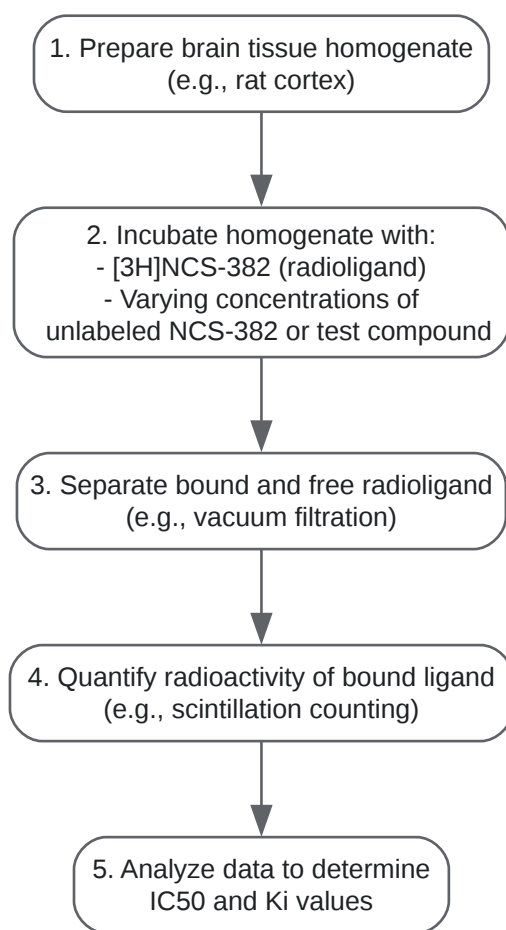 1. Prepare brain tissue homogenate
(e.g., rat cortex)
2. Incubate homogenate with:
- [3H]NCS-382 (radioligand)
- Varying concentrations of
unlabeled NCS-382 or test compound
3. Separate bound and free radioligand
(e.g., vacuum filtration)
4. Quantify radioactivity of bound ligand
(e.g., scintillation counting)
5. Analyze data to determine
IC50 and Ki values